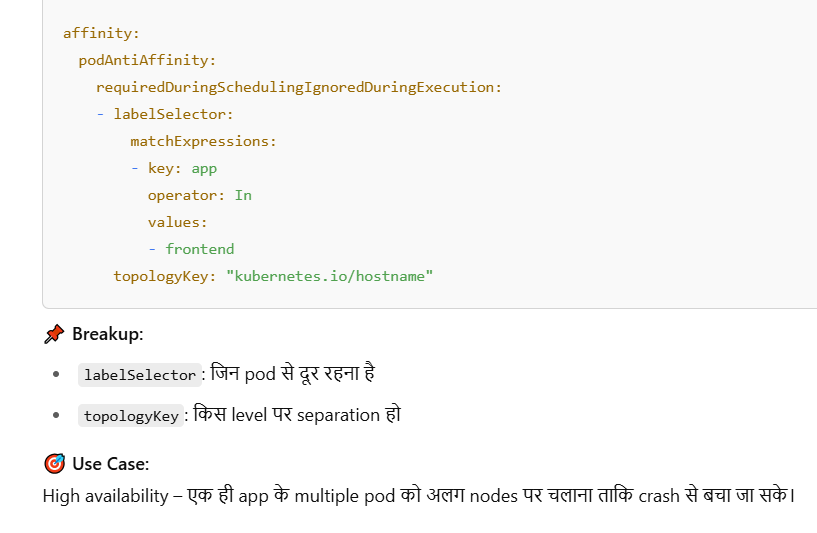 affinity:
  podAntiAffinity:
    requiredDuringSchedulingIgnoredDuringExecution:
    - labelSelector:
        matchExpressions:
        - key: app
          operator: In
          values:
          - frontend
      topologyKey: "kubernetes.io/hostname"
📌 Breakup:
• labelSelector: जिन pod से दूर रहना है
• topologyKey: किस level पर separation हो
🎯 Use Case:
High availability – एक ही app के multiple pod को अलग nodes पर चलाना ताकि crash से बचा जा सके।